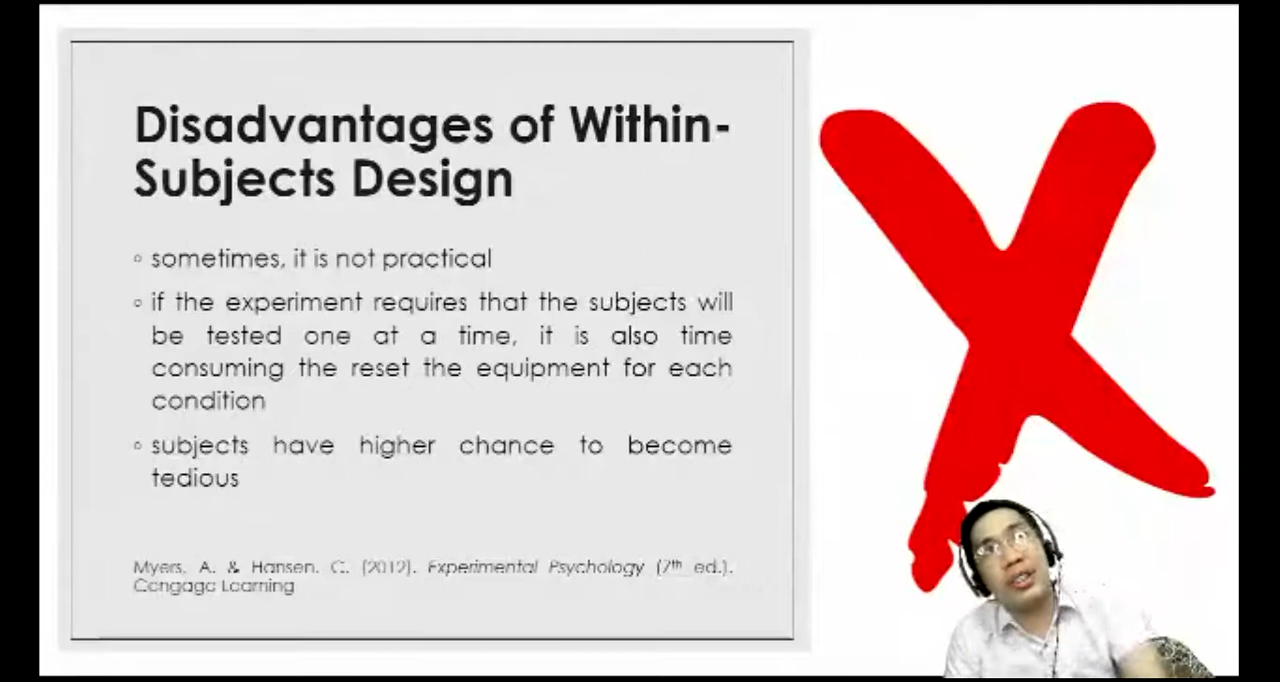 Disadvantages of Within-
Subjects Design
◦ sometimes, it is not practical
◦ if the experiment requires that the subjects will
be tested one at a time, it is also time
consuming the reset the equipment for each
condition
◦ subjects have higher chance to become
tedious
Myers, A. & Hansen. C. (2012). Experimental Psychology (7th ed.).
Cengage Learning